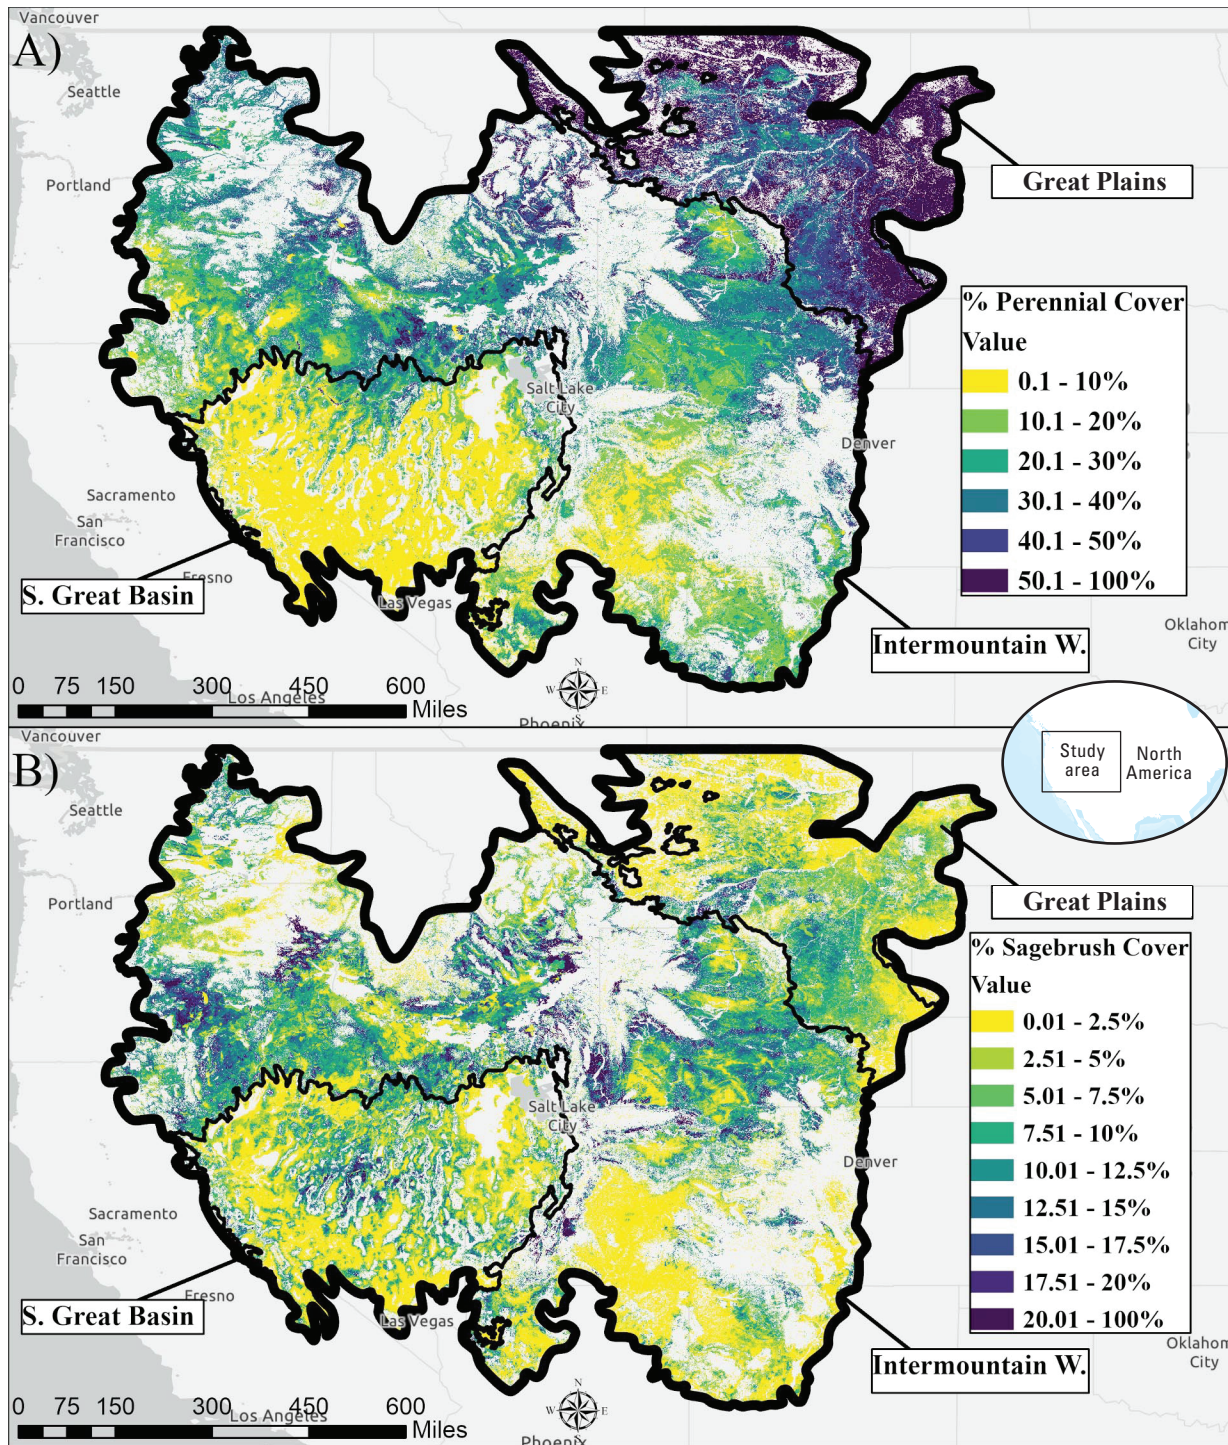 Vancouver
A)
Seattle
Portland
Great Plains
% Perennial Cover
Value
0.1 - 10%
10.1 - 20%
20.1 - 30%
30.1 - 40%
40.1 - 50%
50.1 - 100%
Salt Lake
City
Denver
Sacramento
San
Francisco
Fresno
S. Great Basin
Las Vegas
Intermountain W.
Oklahom
City
N
W E
S
0 75 150 300 450 600
Miles
Los Angeles
Phoenix
Vancouver
B)
Study
area
North
America
Seattle
Portland
Great Plains
% Sagebrush Cover
Value
0.01 - 2.5%
2.51 - 5%
5.01 - 7.5%
7.51 - 10%
10.01 - 12.5%
12.51 - 15%
15.01 - 17.5%
17.51 - 20%
20.01 - 100%
Salt Lake
City
Denver
Sacramento
San
Francisco
Fresno
S. Great Basin
Las Vegas
Intermountain W.
Oklahom
City
N
W E
S
0 75 150 300 450 600
Miles
Los Angeles
Phoenix